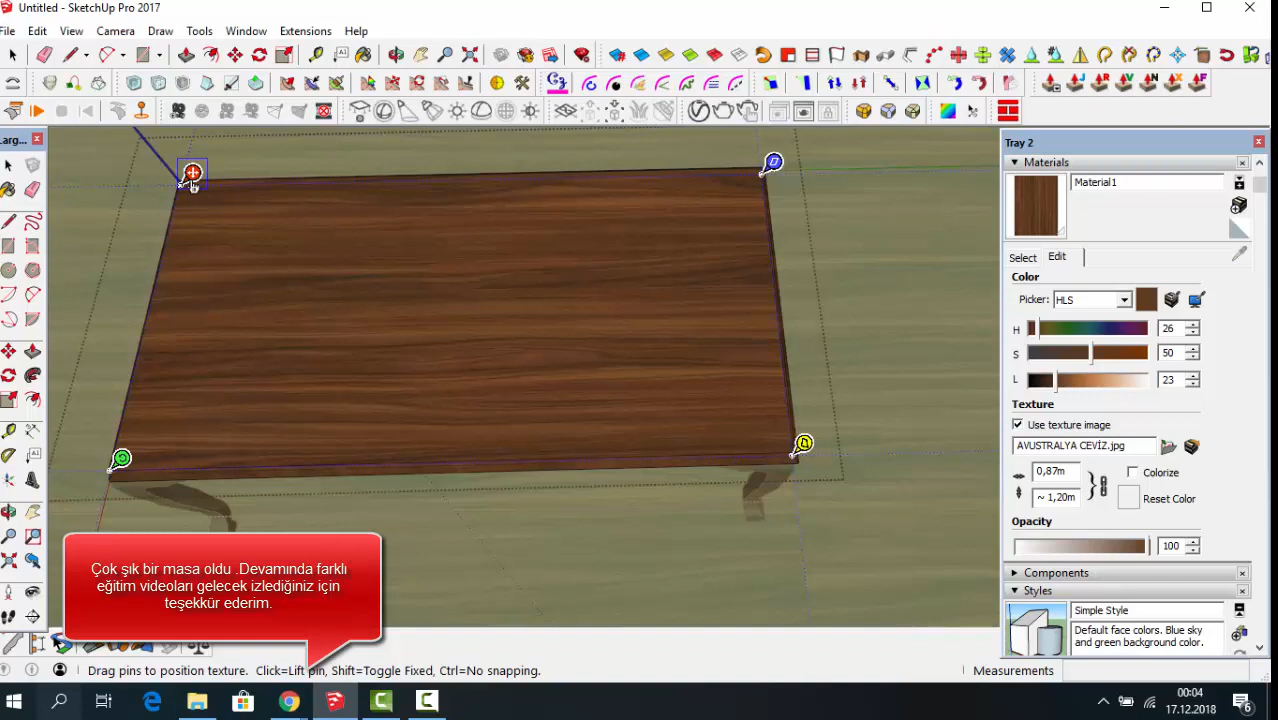 Untitled - SketchUp Pro 2017
File Edit View Camera Draw Tools Window Extensions Help
Larg...
Tray 2
Materials
Material1
Select Edit
Color
Picker: HLS
H 26
S 50
L 23
Texture
Use texture image
AVUSTRALYA CEVİZ.jpg
0,87m
Colorize
~ 1,20m
Reset Color
Opacity
100
Components
Styles
Simple Style
Default face colors. Blue sky
and green background color.
Çok şık bir masa oldu .Devamında farklı
eğitim videoları gelecek izlediğiniz için
teşekkür ederim.
Drag pins to position texture. Click=Lift pin, Shift=Toggle Fixed, Ctrl=No snapping.
Measurements
00:04
17.12.2018
6